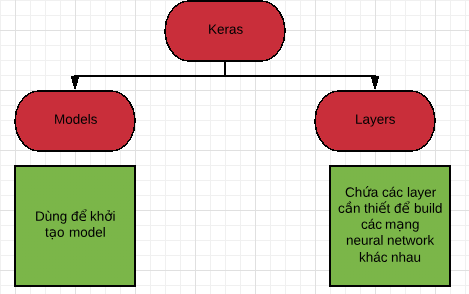 Keras
Models
Layers
Dùng để khởi
tạo model
Chứa các layer
cần thiết để build
các mạng
neural network
khác nhau